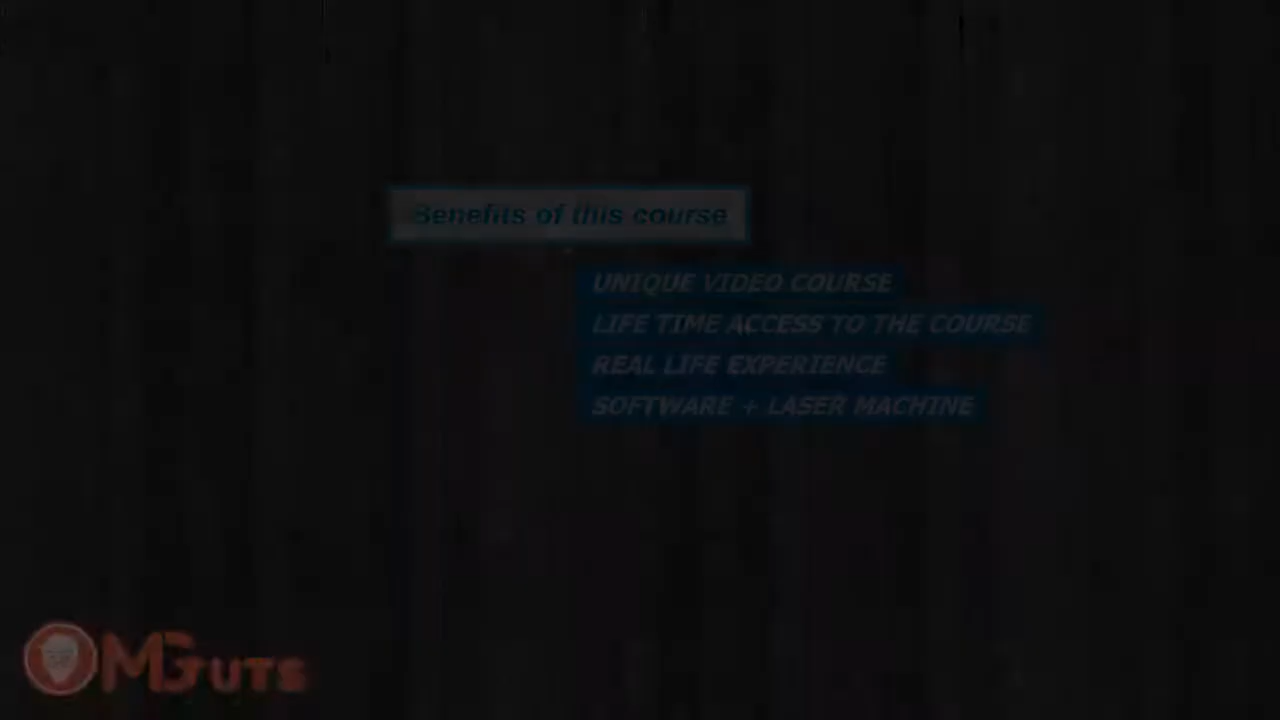 Benefits of this course
UNIQUE VIDEO COURSE
LIFE TIME ACCESS TO THE COURSE
REAL LIFE EXPERIENCE
SOFTWARE + LASER MACHINE
OMGTUTS